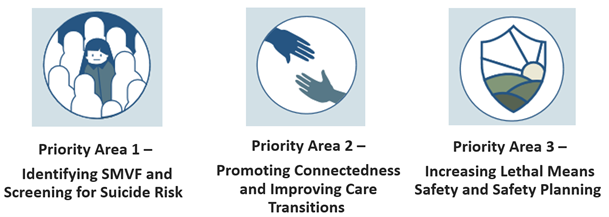 Priority Area 1 –
Identifying SMVF and
Screening for Suicide Risk
Priority Area 2 –
Promoting Connectedness
and Improving Care
Transitions
Priority Area 3 –
Increasing Lethal Means
Safety and Safety Planning